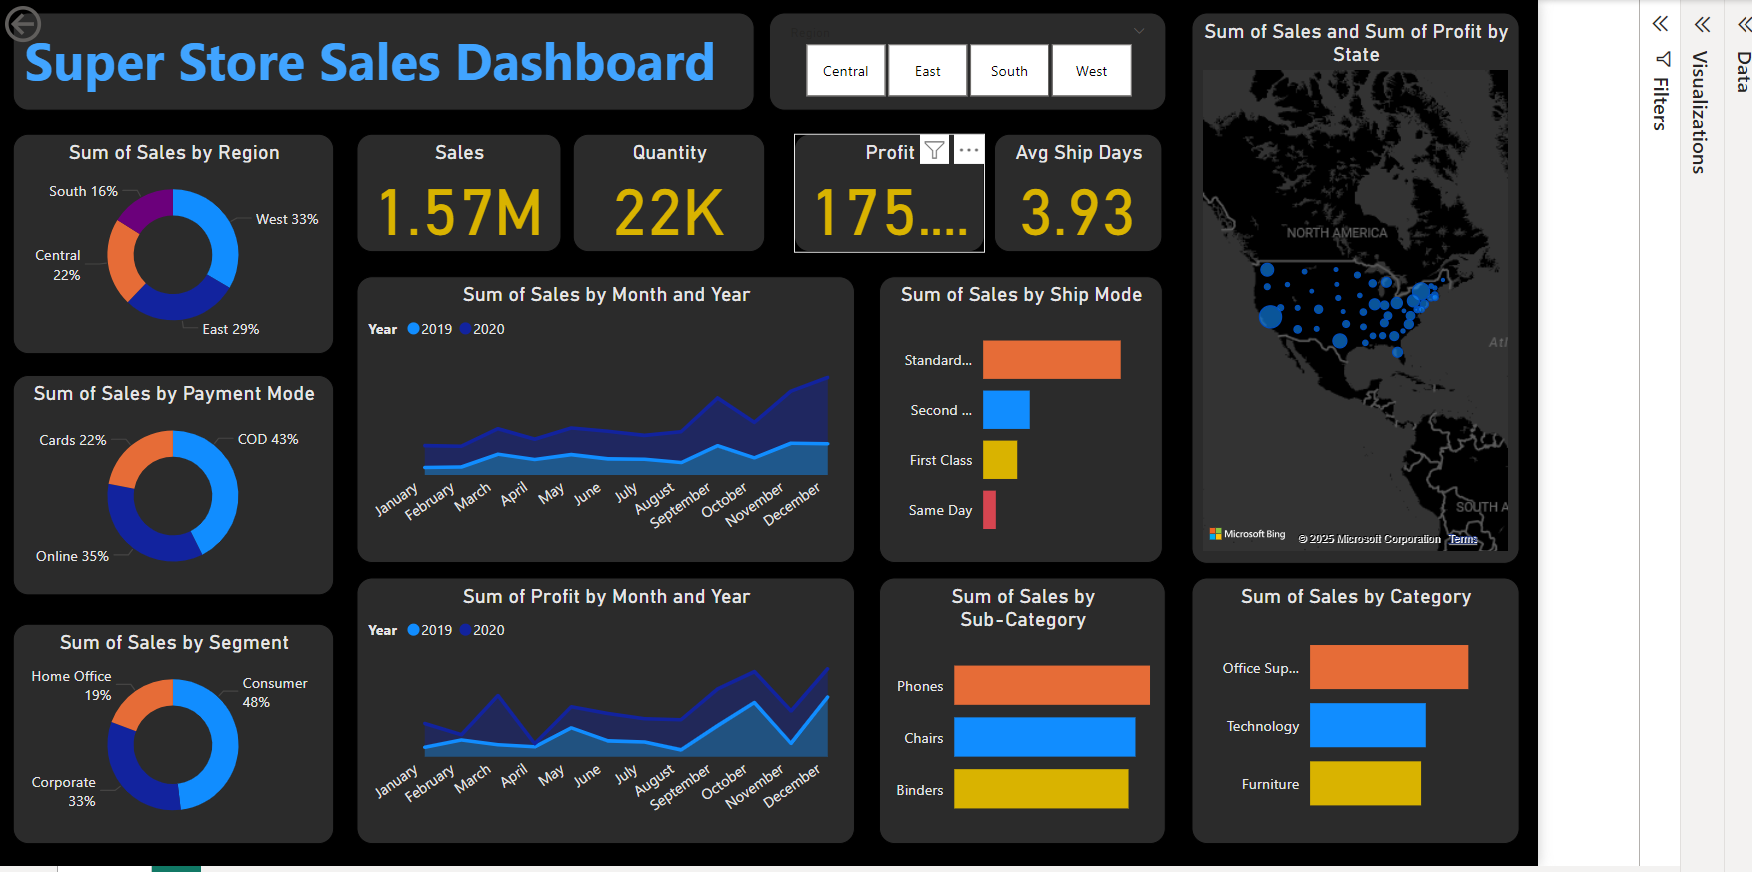 Super Store Sales Dashboard
Region
Central
East
South
West
Sum of Sales and Sum of Profit by
State
NORTH AMERICA
Atl
SOUTH A
Microsoft Bing
© 2025 Microsoft Corporation
Terms
Filters
Visualizations
Data
Sum of Sales by Region
South 16%
West 33%
Central
22%
East 29%
Sales
1.57M
Quantity
22K
Profit
175....
Avg Ship Days
3.93
Sum of Sales by Month and Year
Year 2019 2020
January
February
March
April
May
June
July
August
September
October
November
December
Sum of Sales by Ship Mode
Standard...
Second ...
First Class
Same Day
Sum of Sales by Payment Mode
Cards 22%
COD 43%
Online 35%
Sum of Sales by Segment
Home Office
19%
Consumer
48%
Corporate
33%
Sum of Profit by Month and Year
Year 2019 2020
January
February
March
April
May
June
July
August
September
October
November
December
Sum of Sales by
Sub-Category
Phones
Chairs
Binders
Sum of Sales by Category
Office Sup...
Technology
Furniture